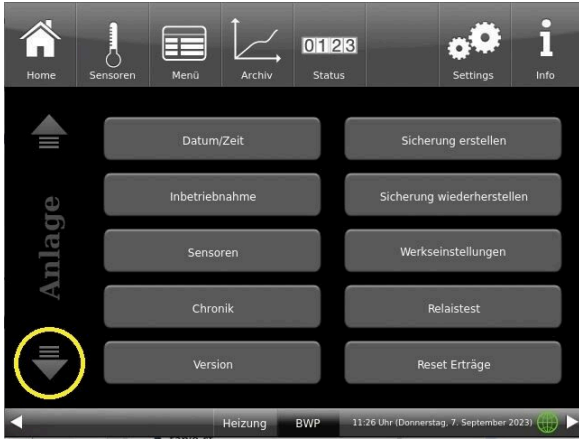 0123
Home
Sensoren
Menü
Archiv
Status
Settings
Info
Anlage
Datum/Zeit
Sicherung erstellen
Inbetriebnahme
Sicherung wiederherstellen
Sensoren
Werkseinstellungen
Chronik
Relaistest
Version
Reset Erträge
Heizung
BWP
11:26 Uhr (Donnerstag, 7. September 2023)